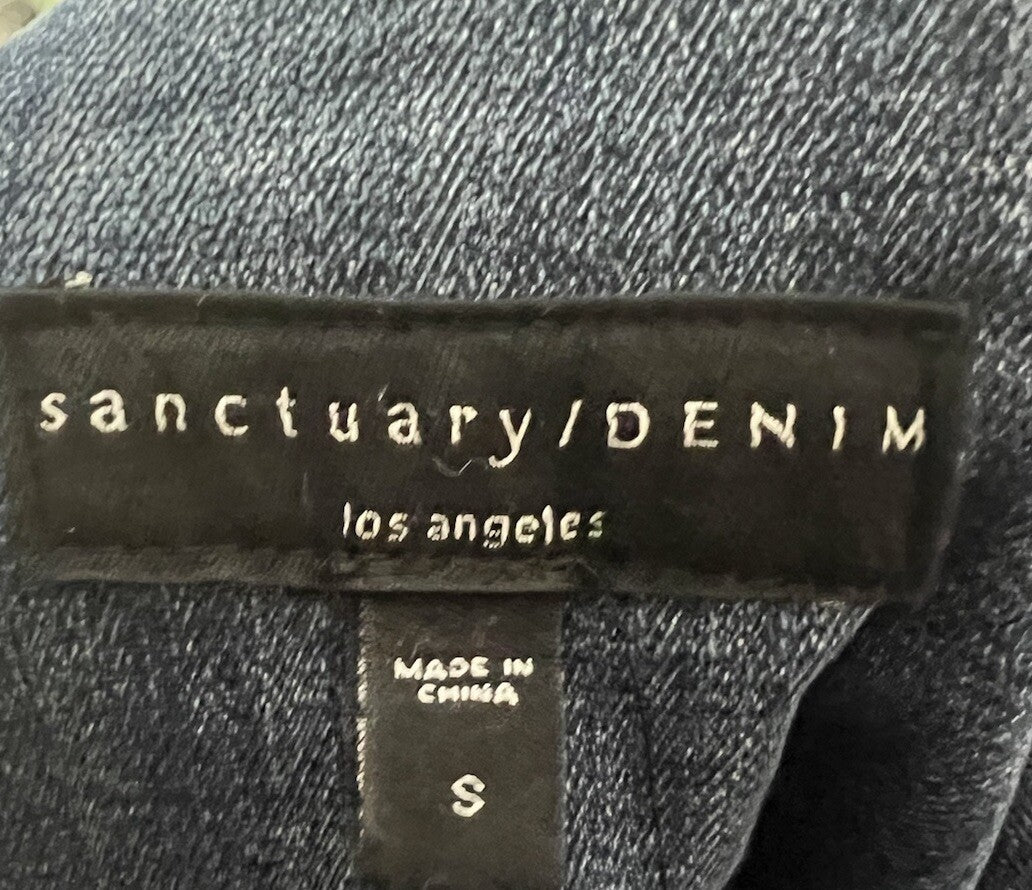 sanctuary/DENIM
los angeles
MADE IN
CHINA
S